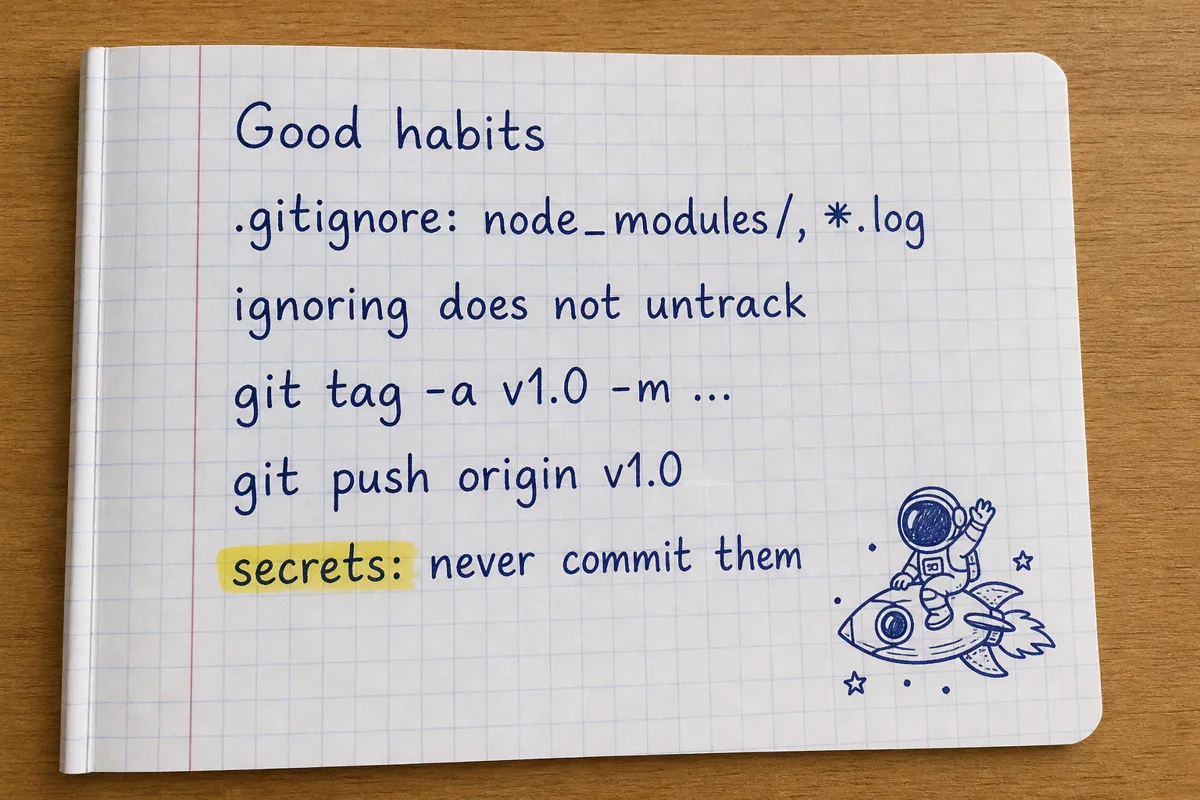 Good habits
.gitignore: node_modules/, *.log
ignoring does not untrack
git tag -a v1.0 -m ...
git push origin v1.0
secrets: never commit them